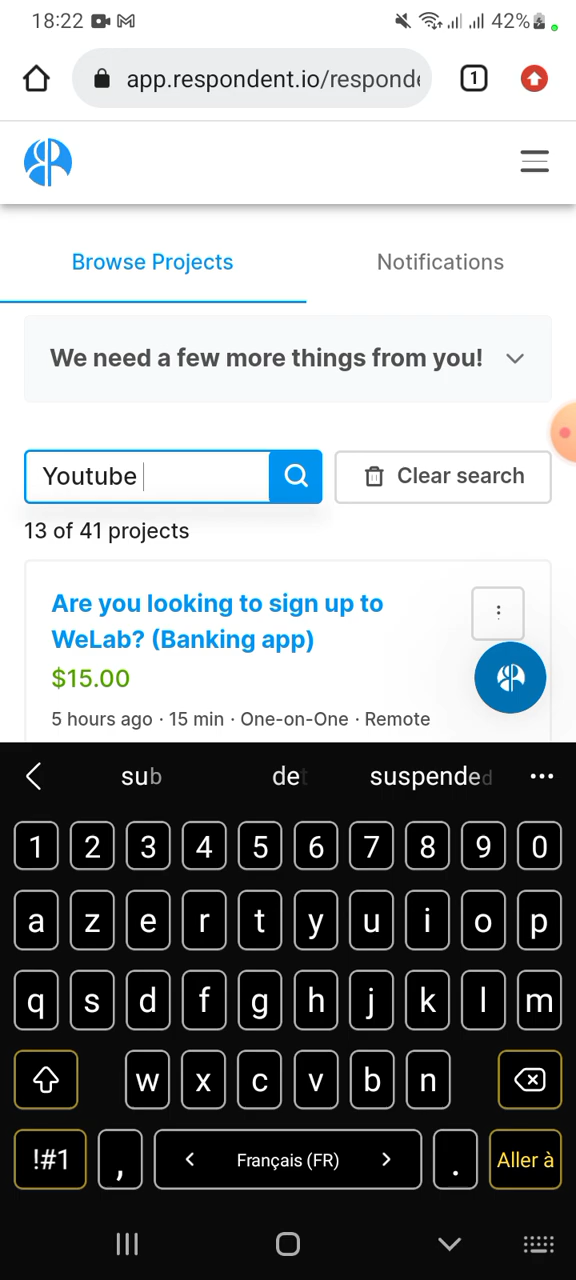 18:22 42%
app.respondent.io/responde 1
Browse Projects Notifications
We need a few more things from you!
Youtube Clear search
13 of 41 projects
Are you looking to sign up to
WeLab? (Banking app)
$15.00
5 hours ago · 15 min · One-on-One · Remote
sub det suspended
1 2 3 4 5 6 7 8 9 0
a z e r t y u i o p
q s d f g h j k l m
w x c v b n
!#1 , Français (FR) . Aller à